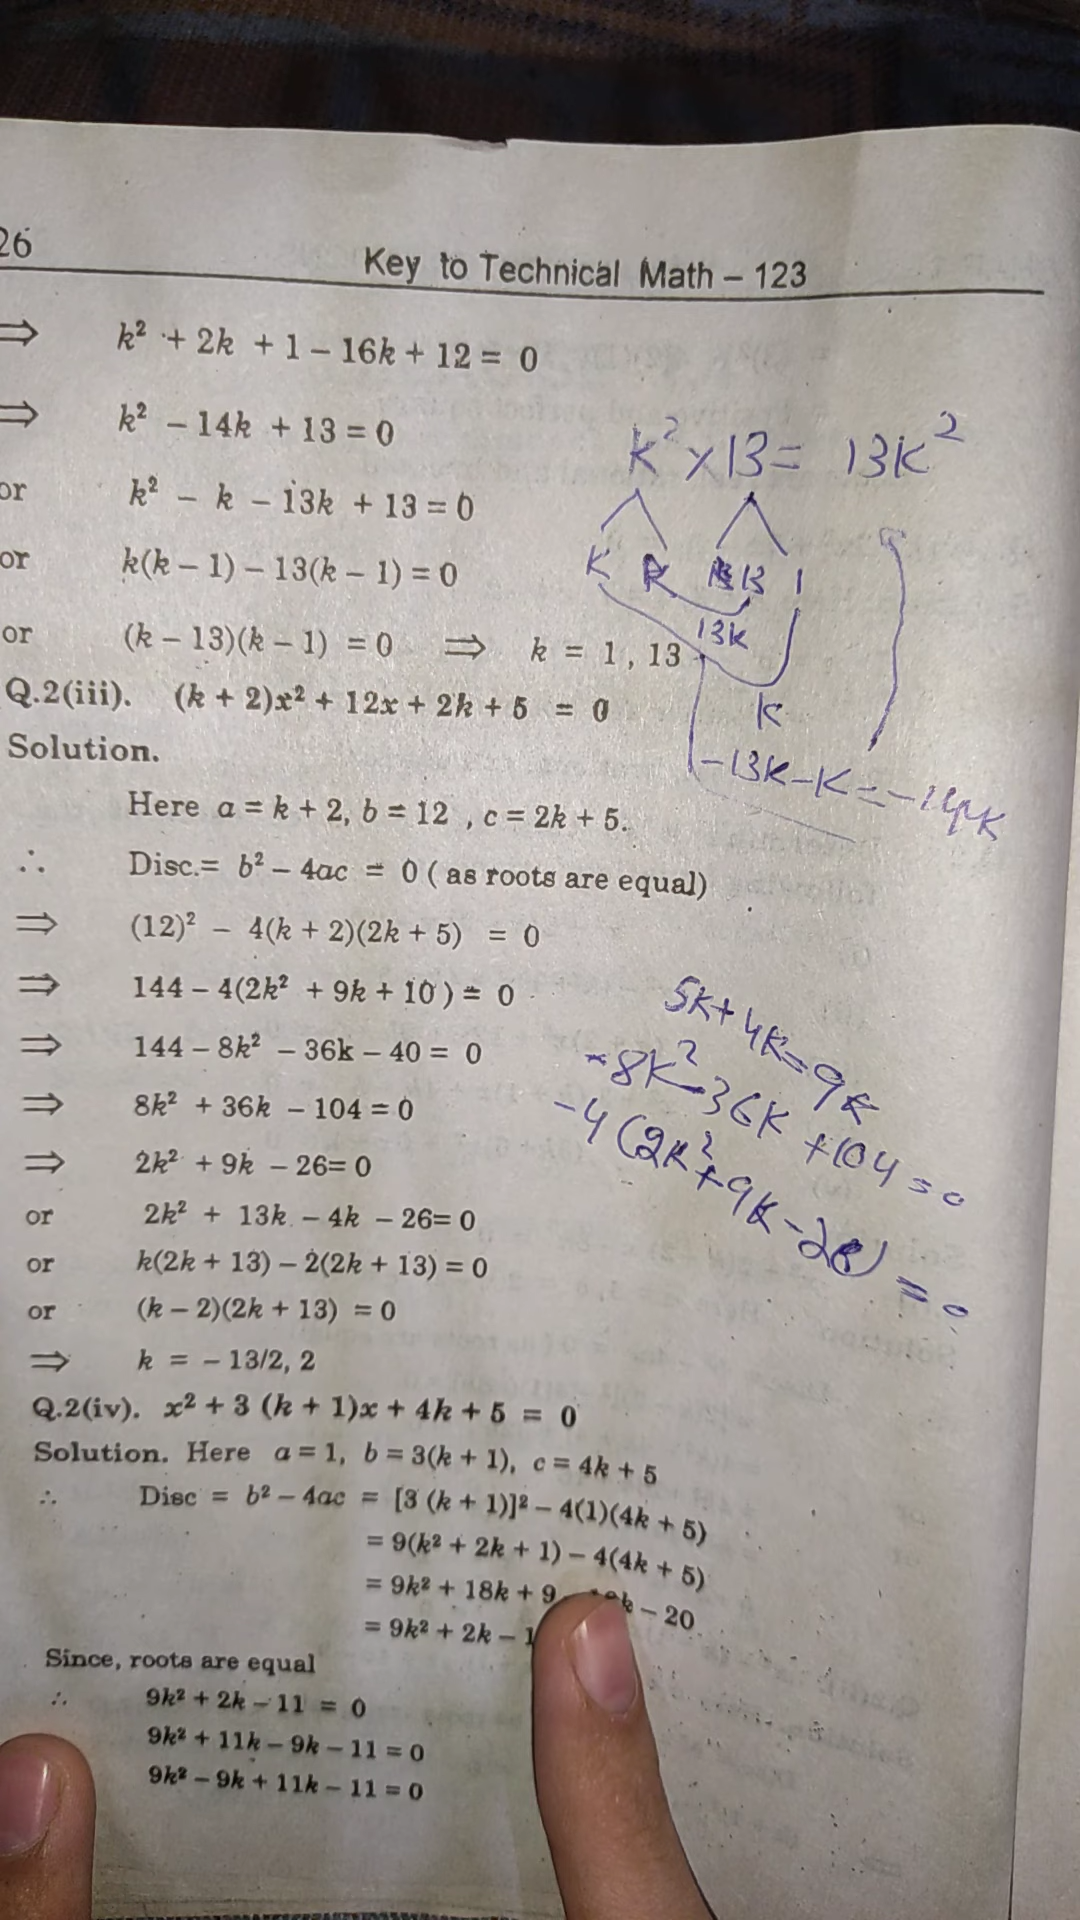 26
Key to Technical Math – 123
⇒ k² + 2k + 1 – 16k + 12 = 0
⇒ k² – 14k + 13 = 0
or k² – k – 13k + 13 = 0
or k(k – 1) – 13(k – 1) = 0
or (k – 13)(k – 1) = 0 ⇒ k = 1, 13
K² × 13 = 13K²
K K 13 1
13K
K
–13K – K = –14K
Q.2(iii). (k + 2)x² + 12x + 2k + 5 = 0
Solution.
Here a = k + 2, b = 12 , c = 2k + 5.
∴ Disc.= b² – 4ac = 0 ( as roots are equal)
⇒ (12)² – 4(k + 2)(2k + 5) = 0
⇒ 144 – 4(2k² + 9k + 10) = 0
⇒ 144 – 8k² – 36k – 40 = 0
⇒ 8k² + 36k – 104 = 0
⇒ 2k² + 9k – 26= 0
or 2k² + 13k – 4k – 26= 0
or k(2k + 13) – 2(2k + 13) = 0
or (k – 2)(2k + 13) = 0
⇒ k = – 13/2, 2
5K+4K=9K
-8K²-36K +104=0
-4(2K²+9K-26)=0
Q.2(iv). x² + 3 (k + 1)x + 4k + 5 = 0
Solution. Here a = 1, b = 3(k + 1), c = 4k + 5
∴ Disc = b² – 4ac = [3 (k + 1)]² – 4(1)(4k + 5)
= 9(k² + 2k + 1) – 4(4k + 5)
= 9k² + 18k + 9 k – 20
= 9k² + 2k – 1
Since, roots are equal
∴ 9k² + 2k – 11 = 0
9k² + 11k – 9k – 11 = 0
9k² – 9k + 11k – 11 = 0